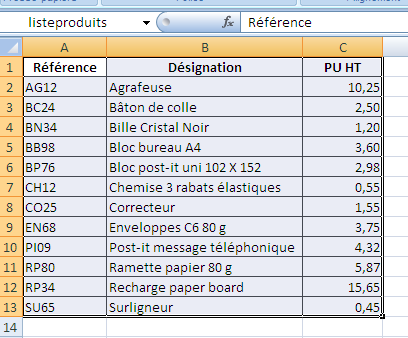 listeproduits fx Référence
A B C
1 Référence Désignation PU HT
2 AG12 Agrafeuse 10,25
3 BC24 Bâton de colle 2,50
4 BN34 Bille Cristal Noir 1,20
5 BB98 Bloc bureau A4 3,60
6 BP76 Bloc post-it uni 102 X 152 2,98
7 CH12 Chemise 3 rabats élastiques 0,55
8 CO25 Correcteur 1,55
9 EN68 Enveloppes C6 80 g 3,75
10 PI09 Post-it message téléphonique 4,32
11 RP80 Ramette papier 80 g 5,87
12 RP34 Recharge paper board 15,65
13 SU65 Surligneur 0,45
14